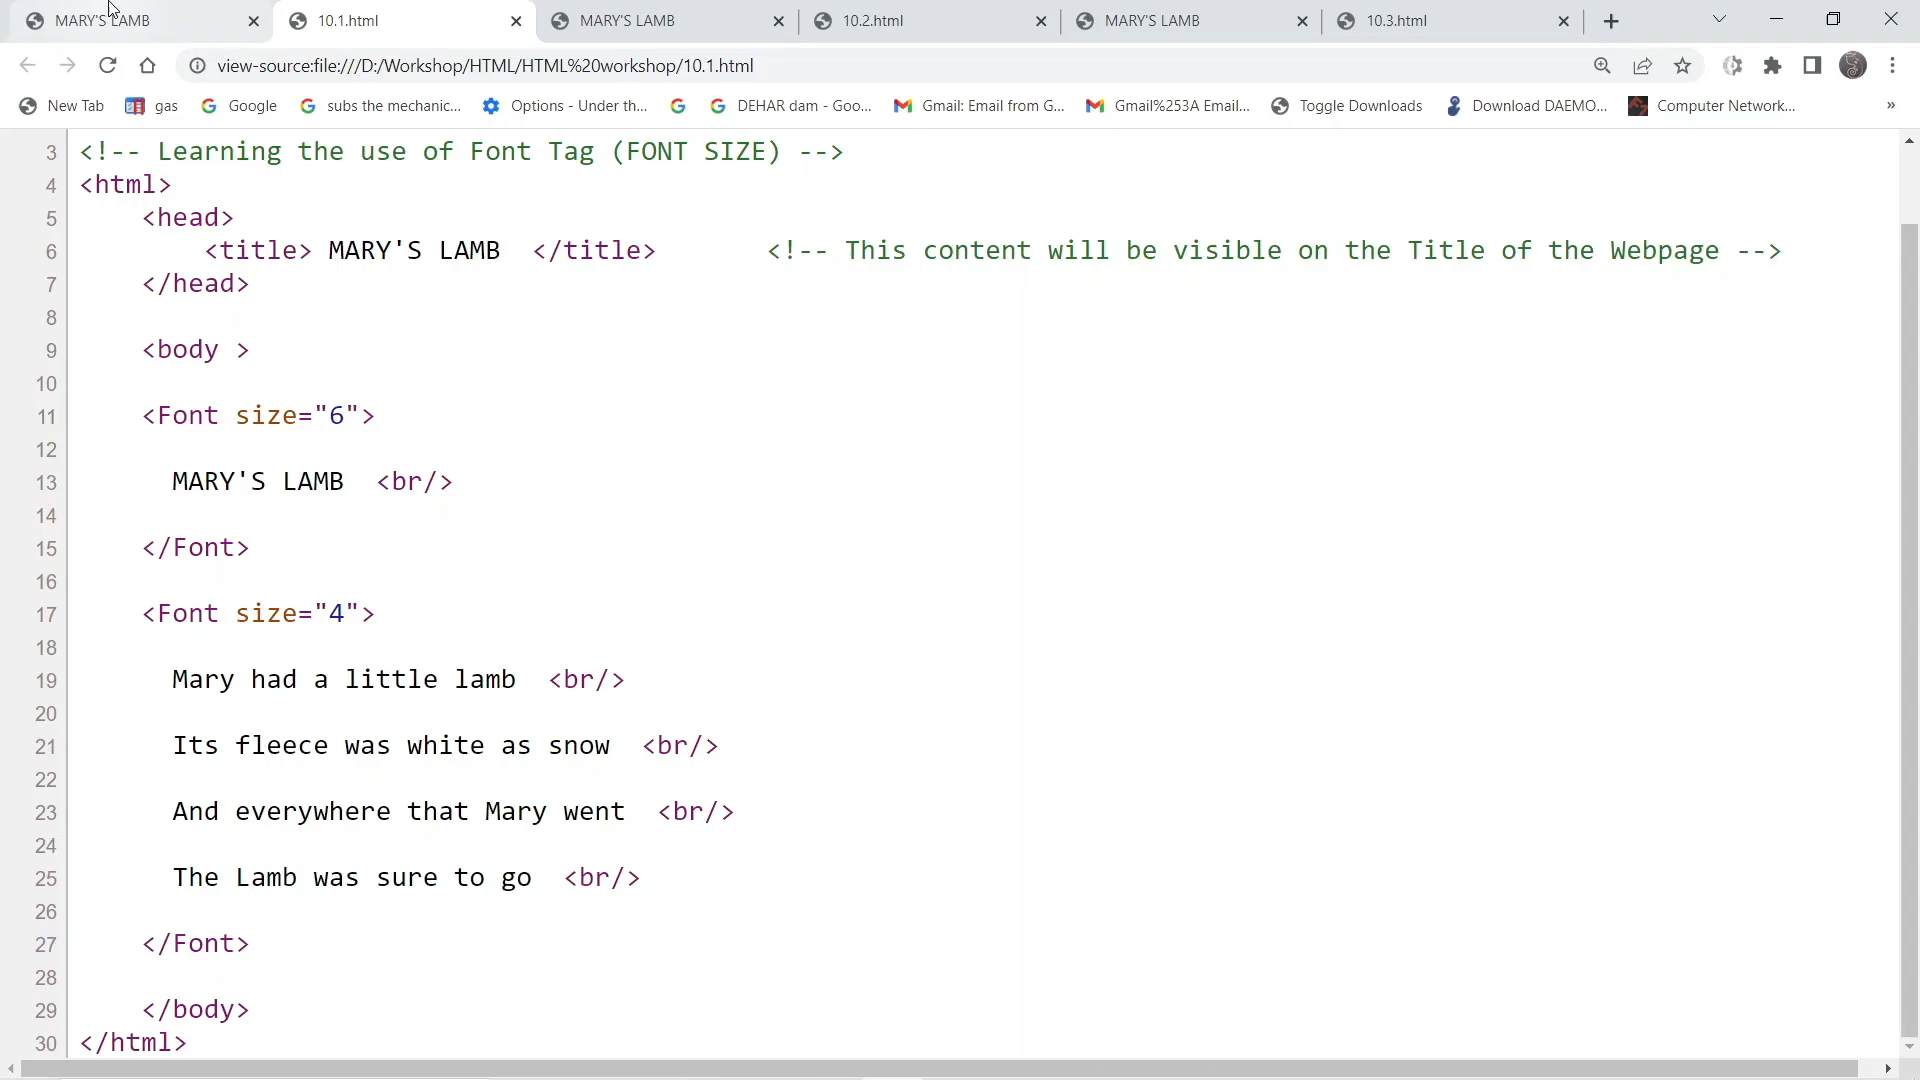 MARY'S LAMB
10.1.html
MARY'S LAMB
10.2.html
MARY'S LAMB
10.3.html
view-source:file:///D:/Workshop/HTML/HTML%20workshop/10.1.html
New Tab
gas
Google
subs the mechanic...
Options - Under th...
DEHAR dam - Goo...
Gmail: Email from G...
Gmail%253A Email...
Toggle Downloads
Download DAEMO...
Computer Network...
»
3 <!-- Learning the use of Font Tag (FONT SIZE) -->
4 <html>
5 <head>
6 <title> MARY'S LAMB </title> <!-- This content will be visible on the Title of the Webpage -->
7 </head>
8
9 <body >
10
11 <Font size="6">
12
13 MARY'S LAMB <br/>
14
15 </Font>
16
17 <Font size="4">
18
19 Mary had a little lamb <br/>
20
21 Its fleece was white as snow <br/>
22
23 And everywhere that Mary went <br/>
24
25 The Lamb was sure to go <br/>
26
27 </Font>
28
29 </body>
30 </html>